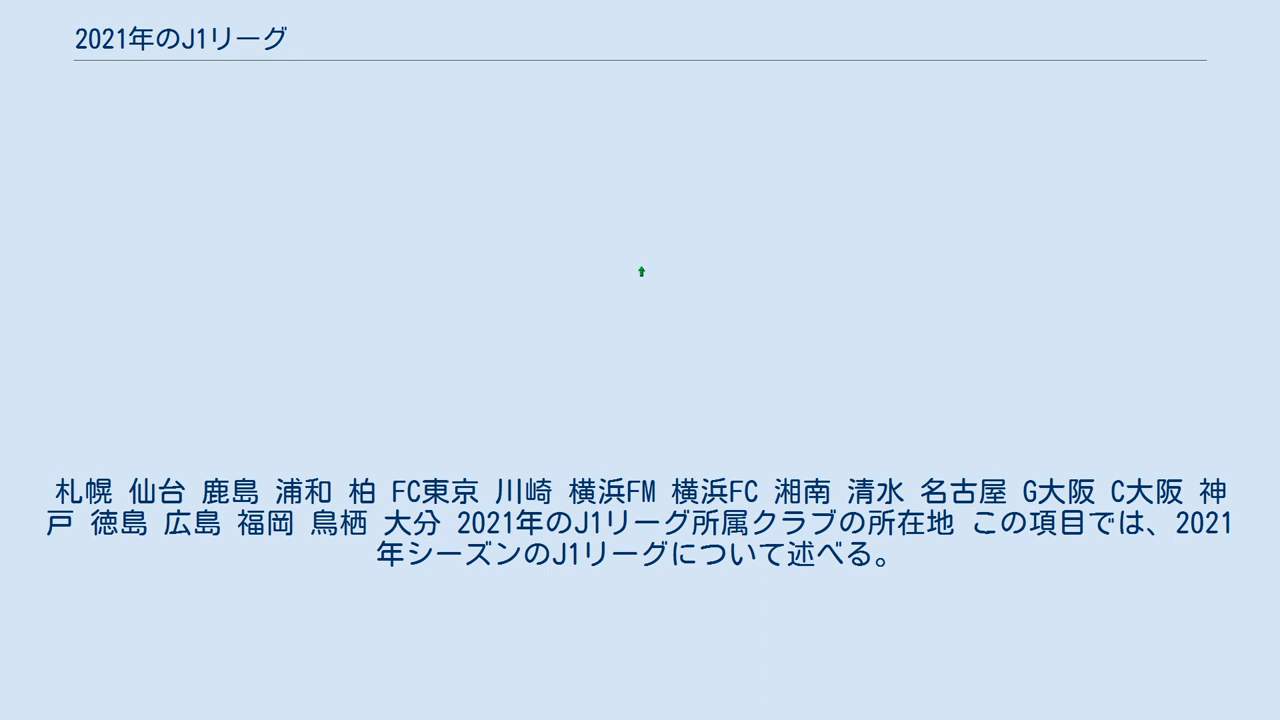 2021年のJ1リーグ
札幌 仙台 鹿島 浦和 柏 FC東京 川崎 横浜FM 横浜FC 湘南 清水 名古屋 G大阪 C大阪 神
戸 徳島 広島 福岡 鳥栖 大分 2021年のJ1リーグ所属クラブの所在地 この項目では、2021
年シーズンのJ1リーグについて述べる。